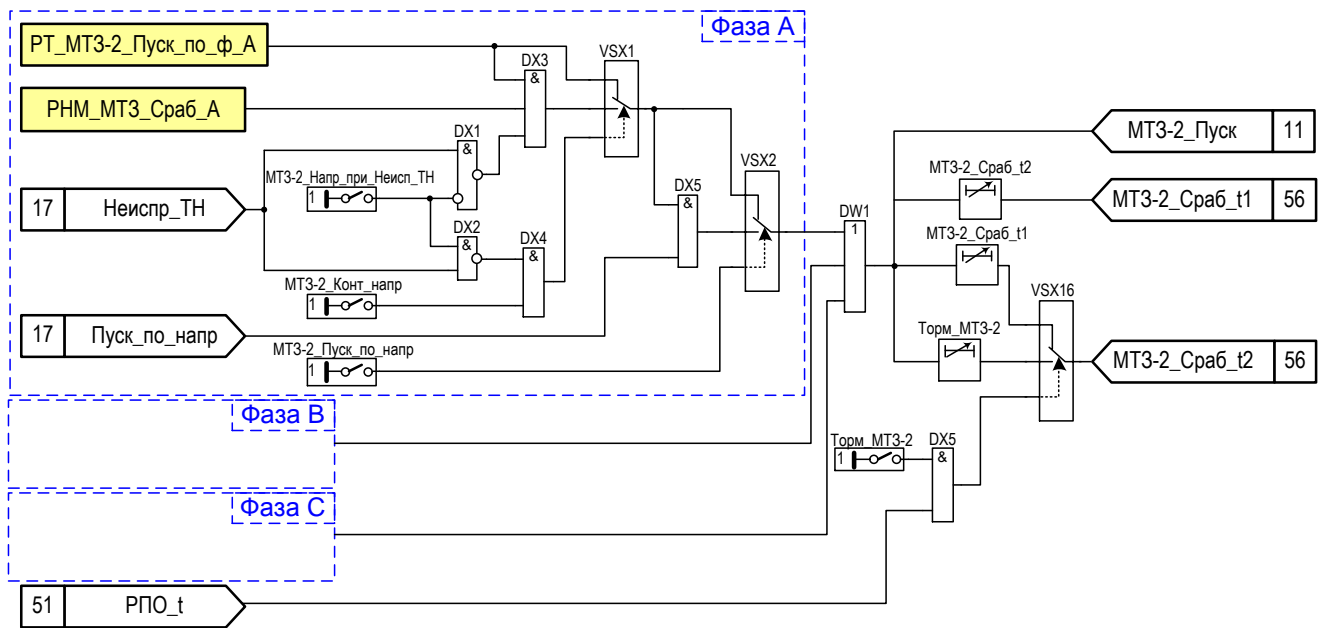 Фаза А
РТ_МТЗ-2_Пуск_по_ф_А
VSX1
DX3
&
РНМ_МТЗ_Сраб_А
МТЗ-2_Пуск 11
DX1
&
VSX2
МТЗ-2_Сраб_t2
МТЗ-2_Напр_при_Неисп_ТН
1
DX5
&
МТЗ-2_Сраб_t1 56
17 Неиспр_ТН
DW1
1
DX2
&
DX4
&
МТЗ-2_Сраб_t1
МТЗ-2_Конт_напр
1
VSX16
17 Пуск_по_напр
Торм_МТЗ-2
МТЗ-2_Пуск_по_напр
1
МТЗ-2_Сраб_t2 56
Фаза В
Торм_МТЗ-2
1
DX5
&
Фаза С
51 РПО_t